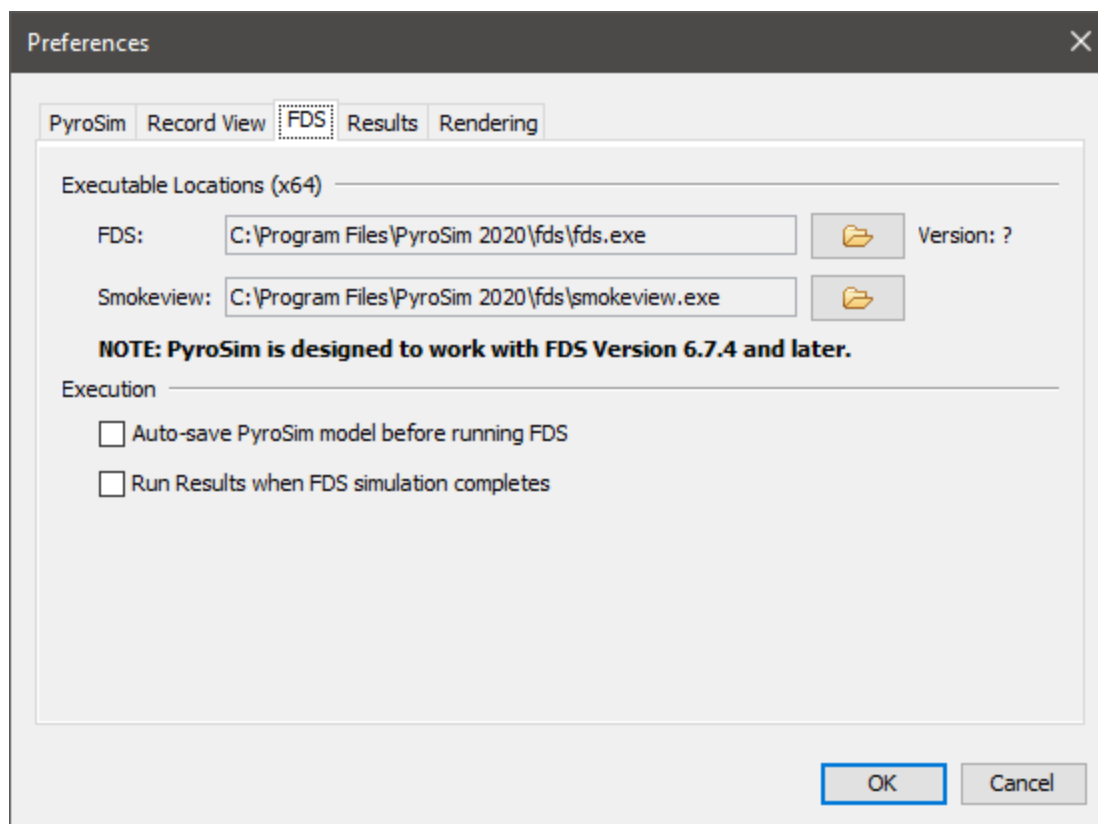 Preferences
PyroSim Record View FDS Results Rendering
Executable Locations (x64)
FDS: C:\Program Files\PyroSim 2020\fds\fds.exe Version: ?
Smokeview: C:\Program Files\PyroSim 2020\fds\smokeview.exe
NOTE: PyroSim is designed to work with FDS Version 6.7.4 and later.
Execution
Auto-save PyroSim model before running FDS
Run Results when FDS simulation completes
OK Cancel